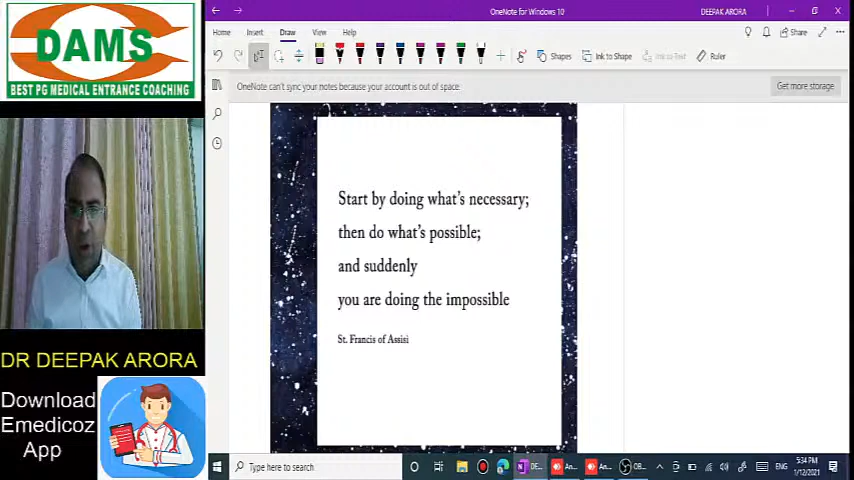 OneNote for Windows 10
DEEPAK ARORA
Home
Insert
Draw
View
Help
Share
Shapes
Ink to Shape
Ink to Text
Ruler
OneNote can't sync your notes because your account is out of space
Get more storage
DAMS
BEST PG MEDICAL ENTRANCE COACHING
Start by doing what's necessary;
then do what's possible;
and suddenly
you are doing the impossible
St. Francis of Assisi
DR DEEPAK ARORA
Download
Emedicoz
App
Type here to search
DE...
An...
An...
OB...
5:34 PM
1/12/2021